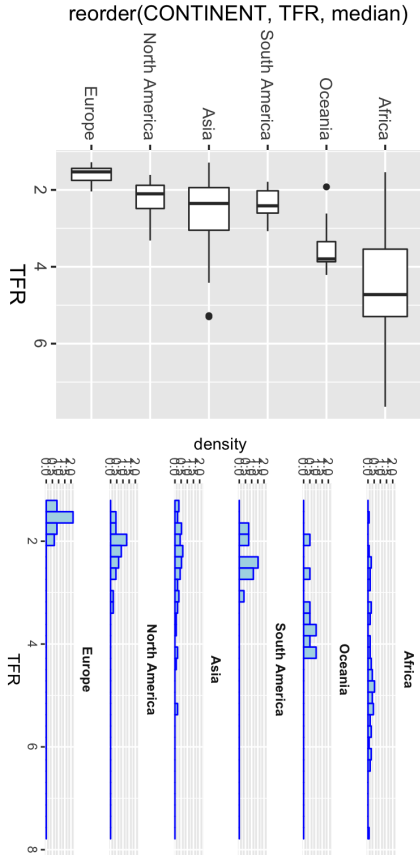 reorder(CONTINENT, TFR, median)
Africa
Oceania
South America
Asia
North America
Europe
2
4
6
TFR
density
Africa
Oceania
South America
Asia
North America
Europe
2
4
6
8
TFR